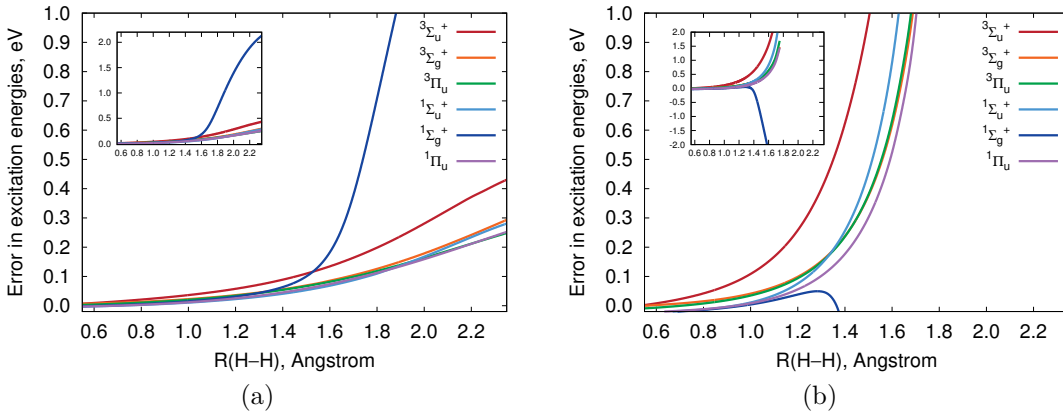 Error in excitation energies, eV
1.0
0.9
0.8
0.7
0.6
0.5
0.4
0.3
0.2
0.1
0.0
2.0
1.5
1.0
0.5
0.0
0.6 0.8 1.0 1.2 1.4 1.6 1.8 2.0 2.2
³Σᵤ⁺
³Σg⁺
³Πᵤ
¹Σᵤ⁺
¹Σg⁺
¹Πᵤ
0.6 0.8 1.0 1.2 1.4 1.6 1.8 2.0 2.2
R(H−H), Angstrom
(a)
Error in excitation energies, eV
1.0
0.9
0.8
0.7
0.6
0.5
0.4
0.3
0.2
0.1
0.0
2.0
1.5
1.0
0.5
0.0
-0.5
-1.0
-1.5
-2.0
0.6 0.8 1.0 1.2 1.4 1.6 1.8 2.0 2.2
³Σᵤ⁺
³Σg⁺
³Πᵤ
¹Σᵤ⁺
¹Σg⁺
¹Πᵤ
0.6 0.8 1.0 1.2 1.4 1.6 1.8 2.0 2.2
R(H−H), Angstrom
(b)